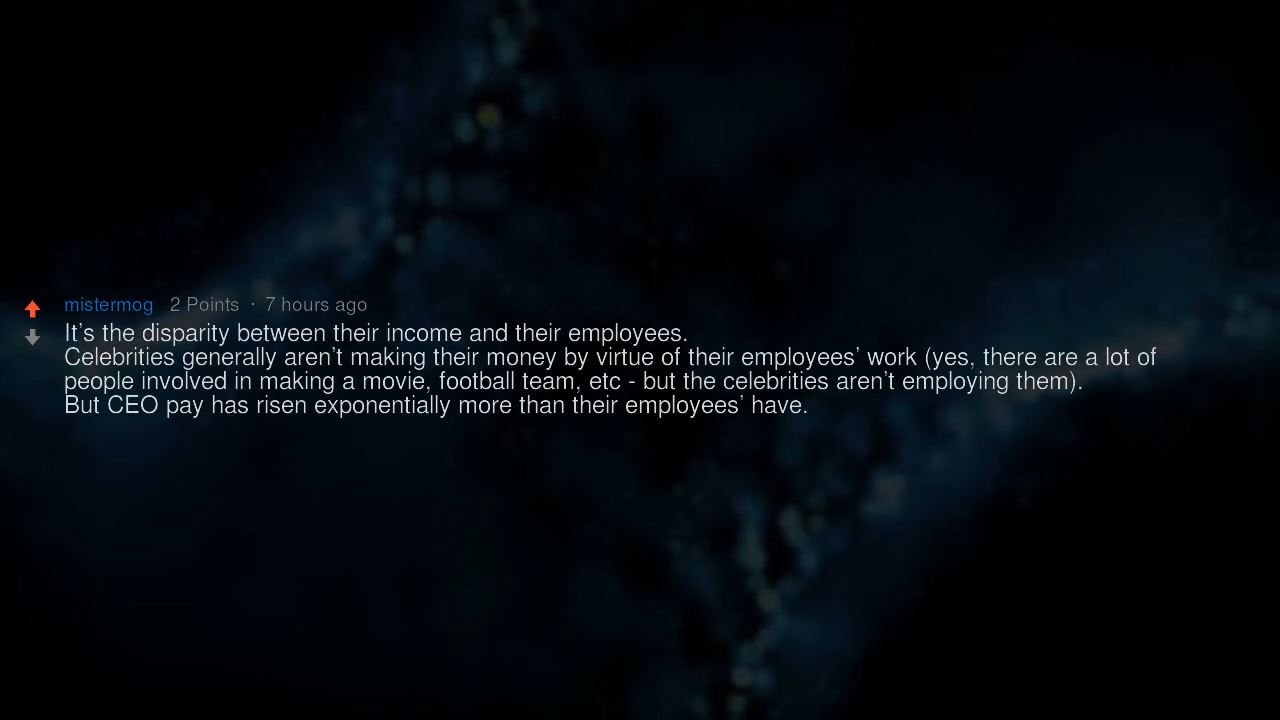 mistermog 2 Points · 7 hours ago
It's the disparity between their income and their employees.
Celebrities generally aren't making their money by virtue of their employees' work (yes, there are a lot of
people involved in making a movie, football team, etc - but the celebrities aren't employing them).
But CEO pay has risen exponentially more than their employees' have.